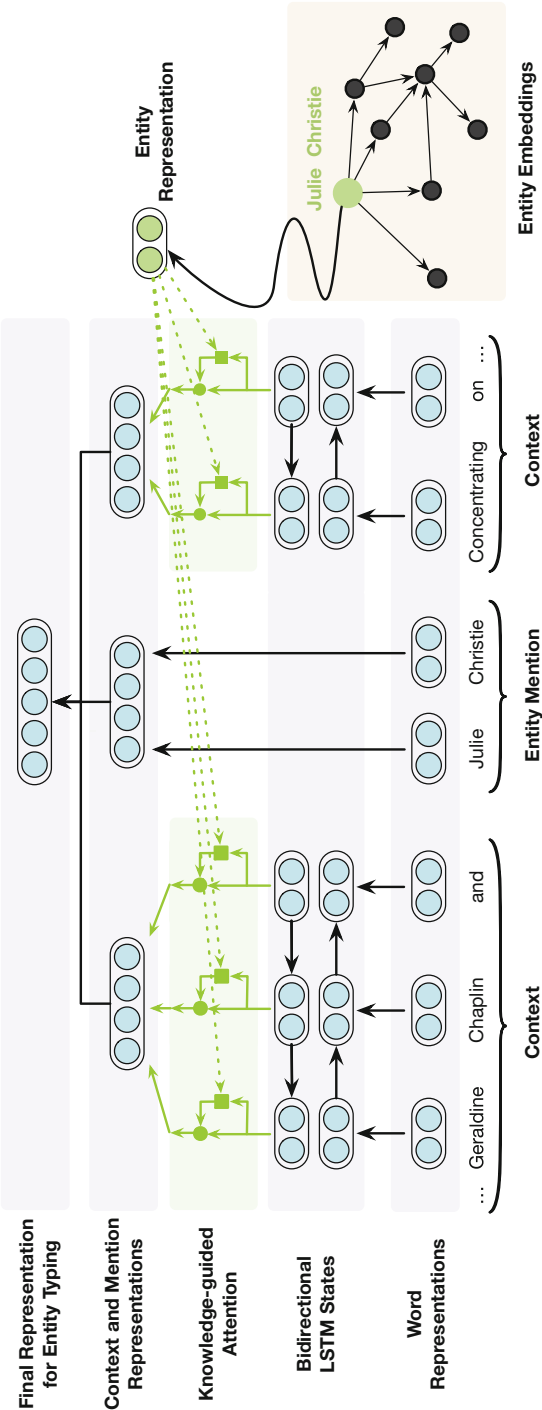 Final Representation
for Entity Typing
Context and Mention
Representations
Knowledge-guided
Attention
Bidirectional
LSTM States
Word
Representations
... Geraldine Chaplin and Julie Christie Concentrating on ...
Context
Entity Mention
Context
Entity
Representation
Julie Christie
Entity Embeddings